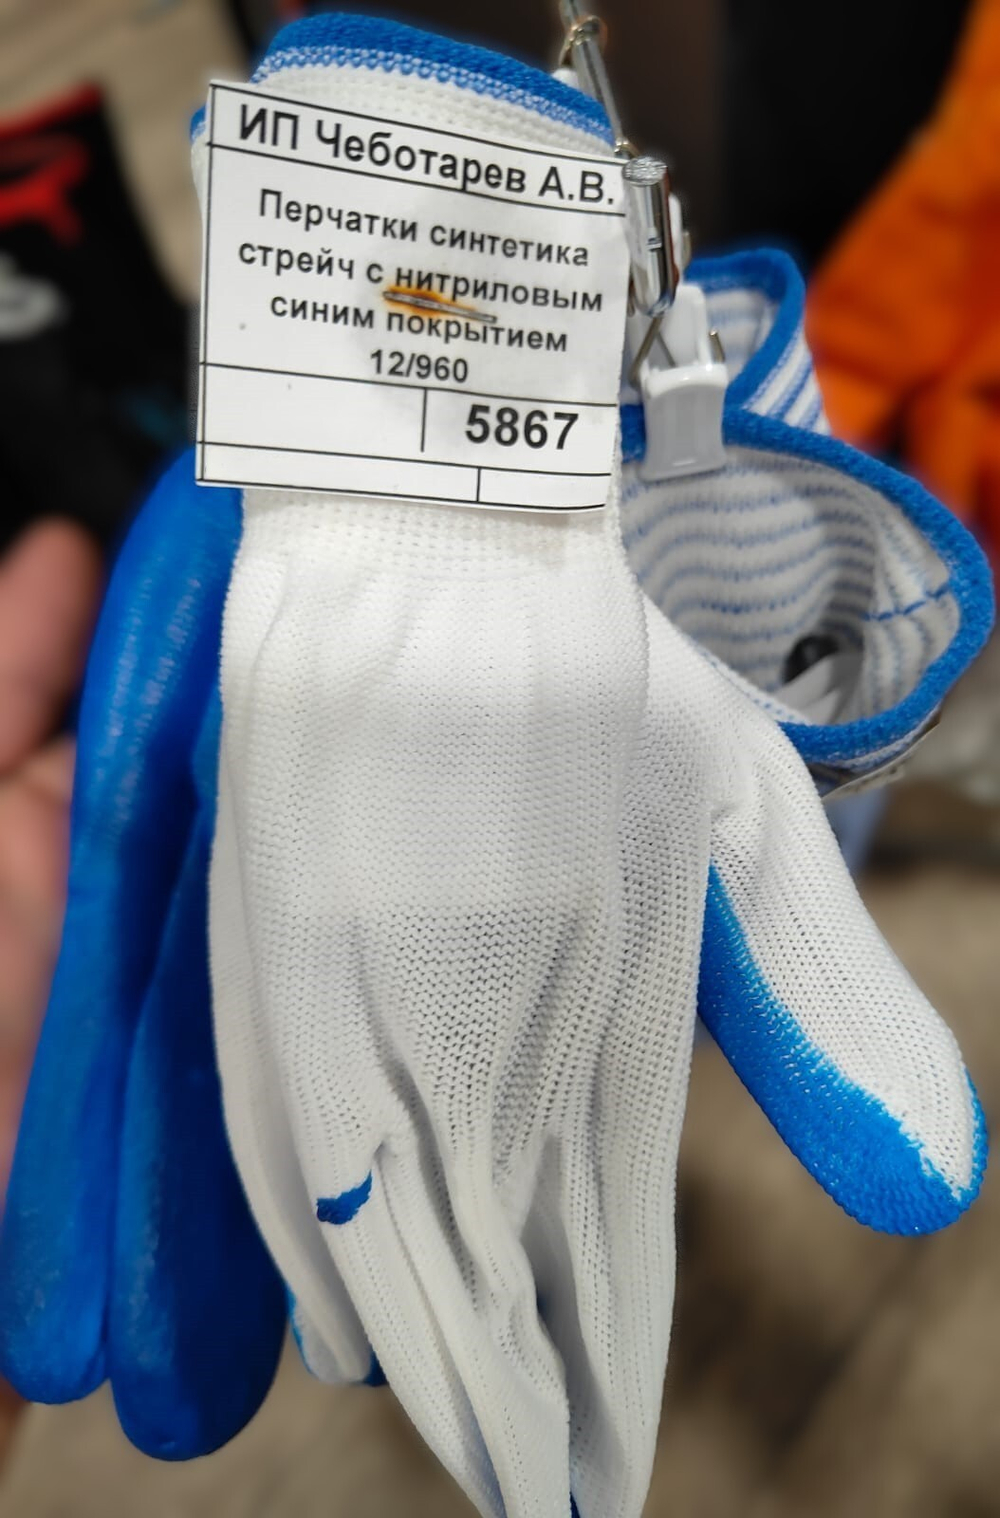 ИП Чеботарев А.В.
Перчатки синтетика
стрейч с нитриловым
синим покрытием
12/960
5867